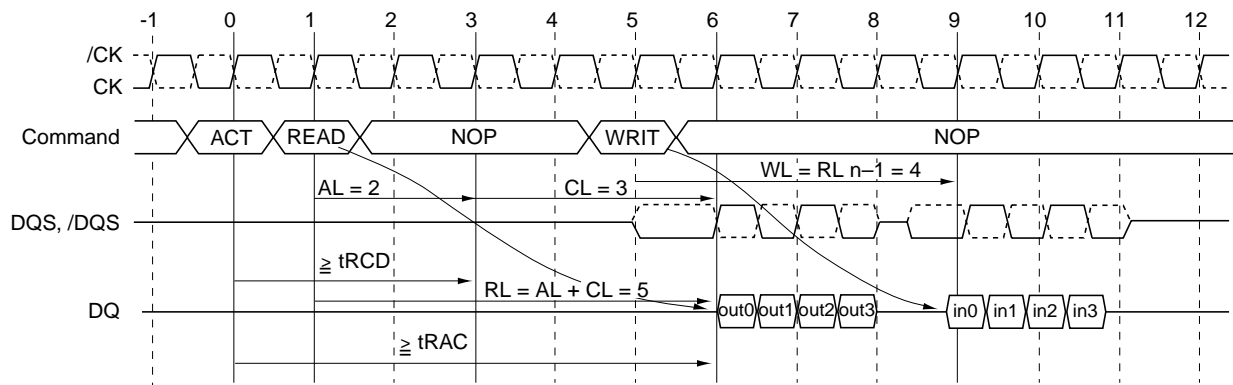 -1 0 1 2 3 4 5 6 7 8 9 10 11 12
/CK
CK
Command ACT READ NOP WRIT NOP
WL = RL n–1 = 4
AL = 2 CL = 3
DQS, /DQS
≧ tRCD
RL = AL + CL = 5
DQ out0 out1 out2 out3 in0 in1 in2 in3
≧ tRAC